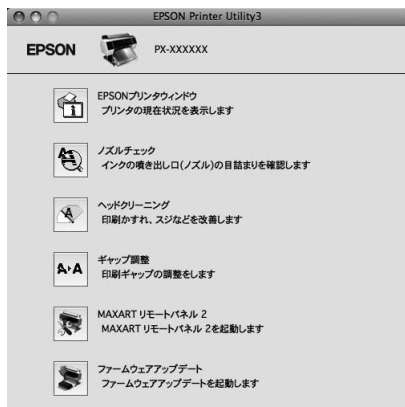 EPSON Printer Utility3
EPSON PX-XXXXXX
EPSONプリンタウィンドウ
プリンタの現在状況を表示します
ノズルチェック
インクの噴き出し口(ノズル)の目詰まりを確認します
ヘッドクリーニング
印刷かすれ、スジなどを改善します
ギャップ調整
印刷ギャップの調整をします
MAXART リモートパネル 2
MAXART リモートパネル 2を起動します
ファームウェアアップデート
ファームウェアアップデートを起動します